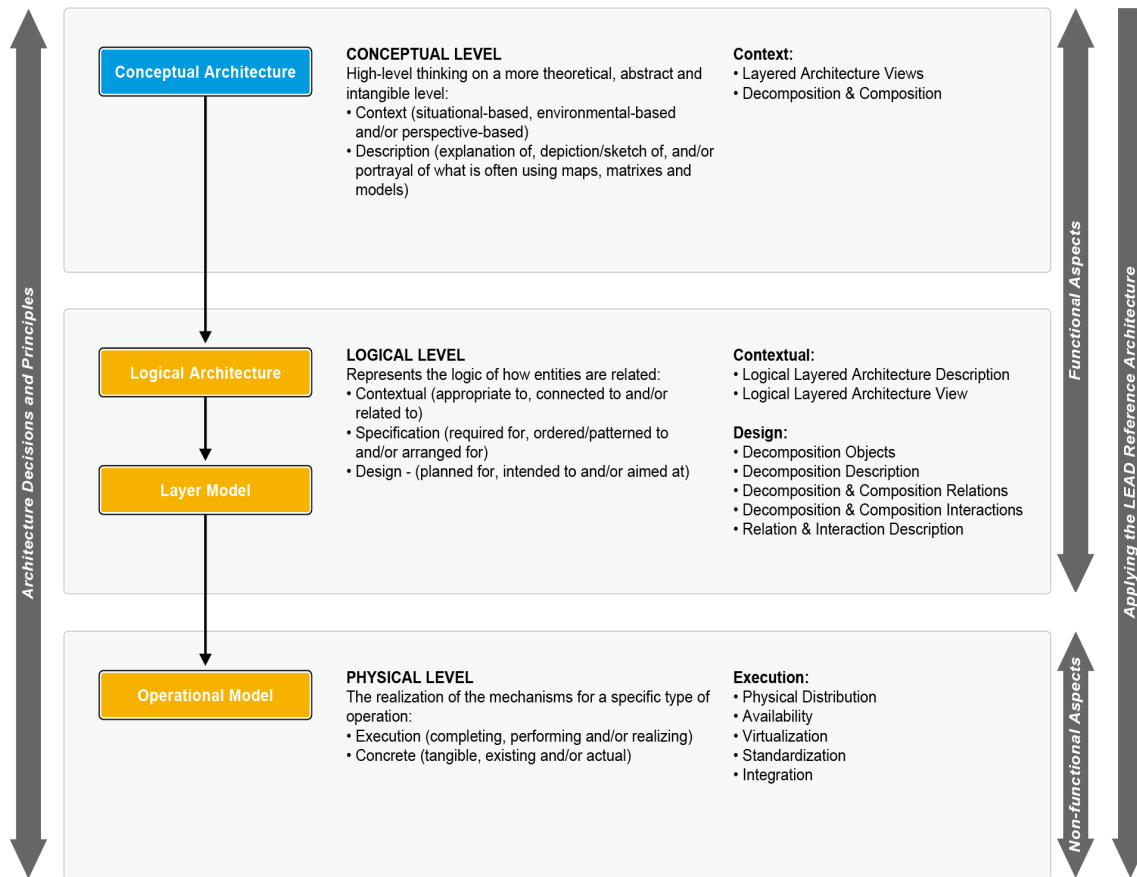 Architecture Decisions and Principles
Conceptual Architecture
CONCEPTUAL LEVEL
High-level thinking on a more theoretical, abstract and
intangible level:
• Context (situational-based, environmental-based
and/or perspective-based)
• Description (explanation of, depiction/sketch of, and/or
portrayal of what is often using maps, matrixes and
models)
Context:
• Layered Architecture Views
• Decomposition & Composition
Logical Architecture
Layer Model
LOGICAL LEVEL
Represents the logic of how entities are related:
• Contextual (appropriate to, connected to and/or
related to)
• Specification (required for, ordered/patterned to
and/or arranged for)
• Design - (planned for, intended to and/or aimed at)
Contextual:
• Logical Layered Architecture Description
• Logical Layered Architecture View
Design:
• Decomposition Objects
• Decomposition Description
• Decomposition & Composition Relations
• Decomposition & Composition Interactions
• Relation & Interaction Description
Operational Model
PHYSICAL LEVEL
The realization of the mechanisms for a specific type of
operation:
• Execution (completing, performing and/or realizing)
• Concrete (tangible, existing and/or actual)
Execution:
• Physical Distribution
• Availability
• Virtualization
• Standardization
• Integration
Functional Aspects
Non-functional Aspects
Applying the LEAD Reference Architecture